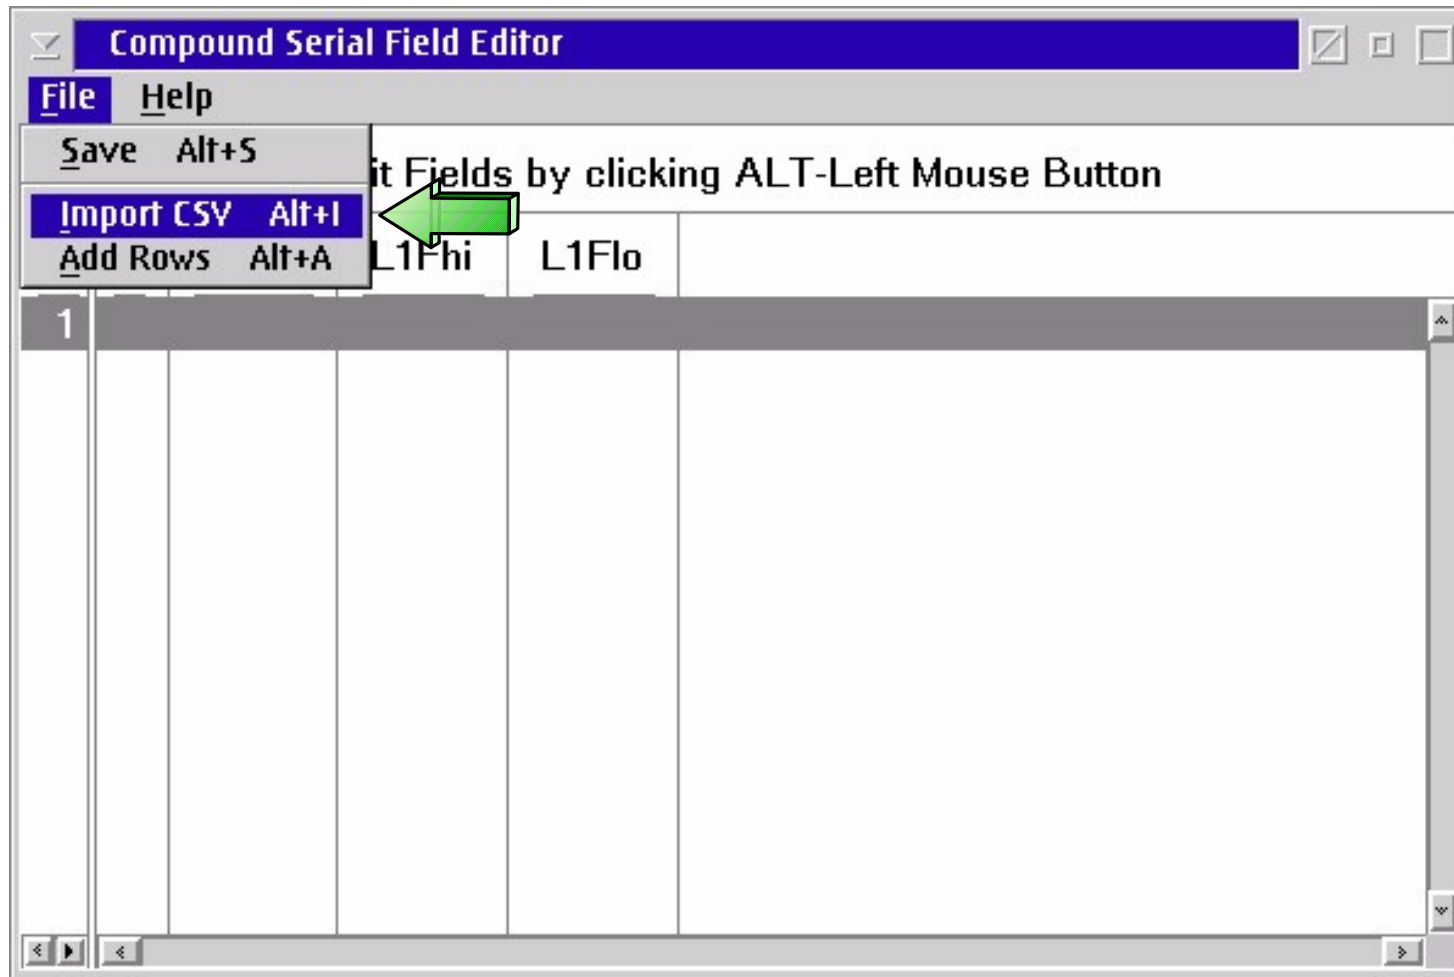 Compound Serial Field Editor
File Help
Save Alt+S
it Fields by clicking ALT-Left Mouse Button
Import CSV Alt+I
Add Rows Alt+A
L1Fhi L1Flo
1